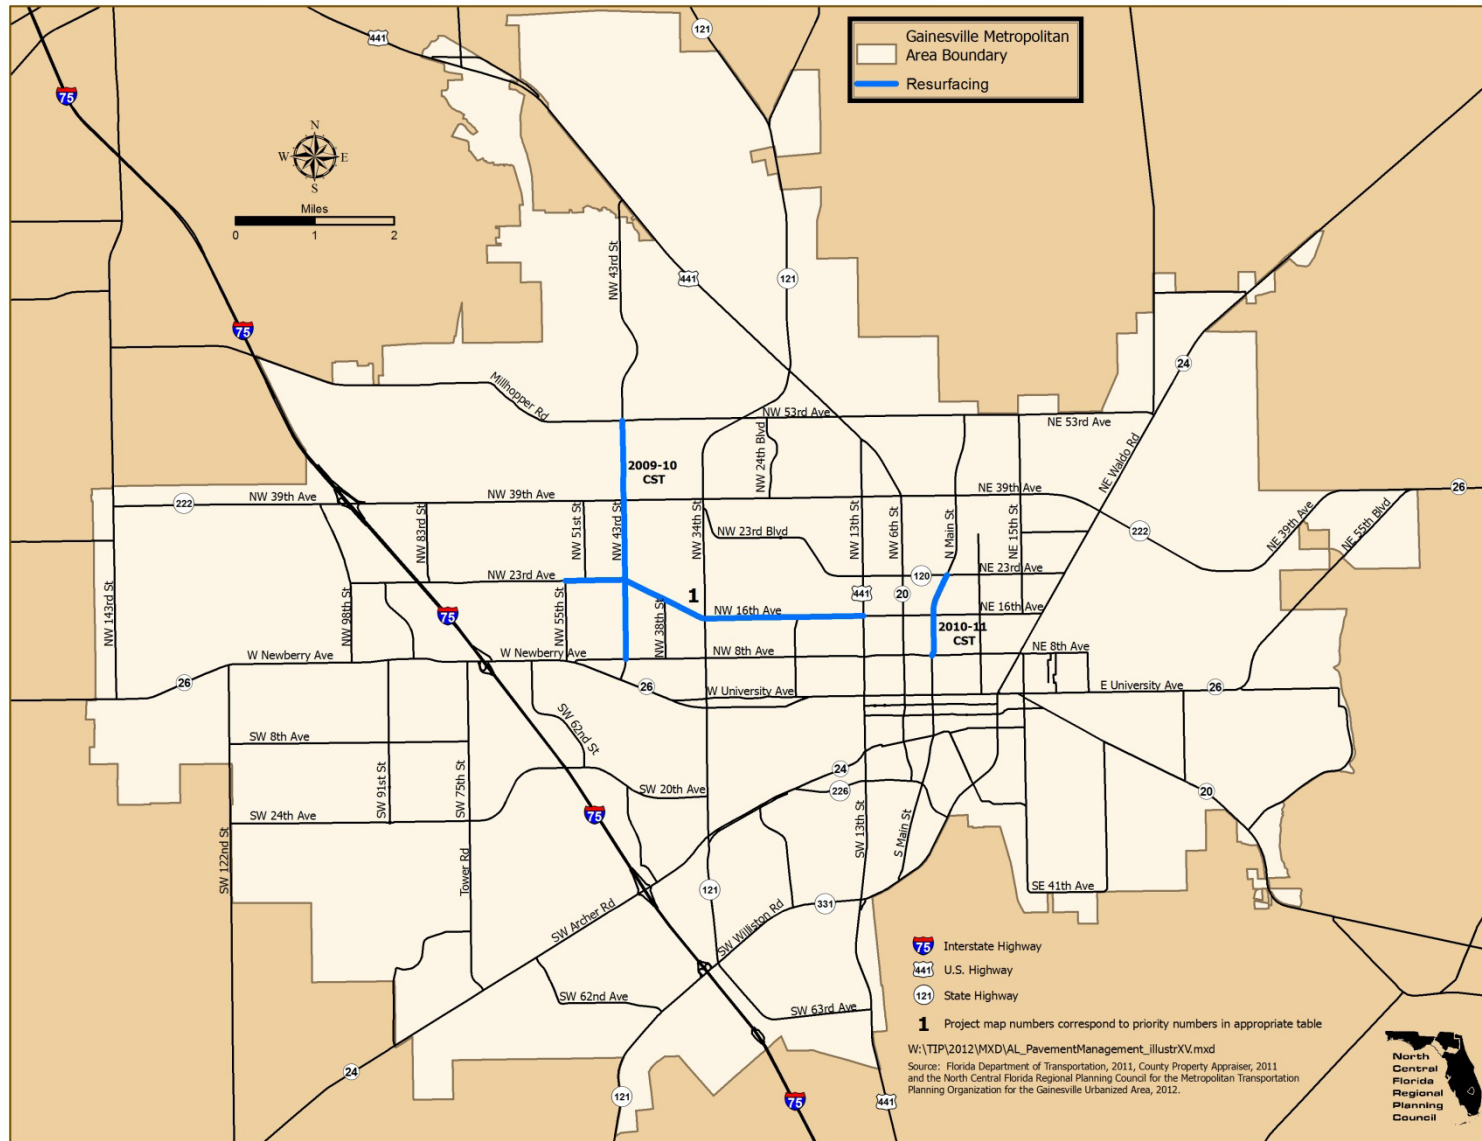 Gainesville Metropolitan
Area Boundary
Resurfacing
441
121
75
N
W E
S
Miles
0 1 2
NW 43rd St
441
121
75
24
Millhopper Rd
NW 53rd Ave
NE 53rd Ave
NW 24th Blvd
NE Waldo Rd
2009-10
CST
222
NW 39th Ave
NW 39th Ave
NE 39th Ave
26
NW 83rd St
NW 51st St
NW 43rd St
NW 34th St
NW 23rd Blvd
NW 13th St
NW 6th St
N Main St
NE 15th St
222
NE 39th Ave
NE 55th Blvd
NW 143rd St
NW 98th St
NW 23rd Ave
120
NE 23rd Ave
75
NW 55th St
NW 38th St
1
NW 16th Ave
441
20
NE 16th Ave
2010-11
CST
W Newberry Ave
W Newberry Ave
NW 8th Ave
NE 8th Ave
26
26
W University Ave
E University Ave
26
SW 8th Ave
SW 62nd St
SW 91st St
SW 75th St
24
226
SW 20th Ave
20
SW 24th Ave
75
SW 122nd St
Tower Rd
SW 13th St
S Main St
SE 41th Ave
121
331
SW Archer Rd
SW Williston Rd
SW 62nd Ave
SW 63rd Ave
24
121
75
441
75 Interstate Highway
441 U.S. Highway
121 State Highway
1 Project map numbers correspond to priority numbers in appropriate table
W:\TIP\2012\MXD\AL_PavementManagement_illustrXV.mxd
Source: Florida Department of Transportation, 2011, County Property Appraiser, 2011
and the North Central Florida Regional Planning Council for the Metropolitan Transportation
Planning Organization for the Gainesville Urbanized Area, 2012.
North
Central
Florida
Regional
Planning
Council